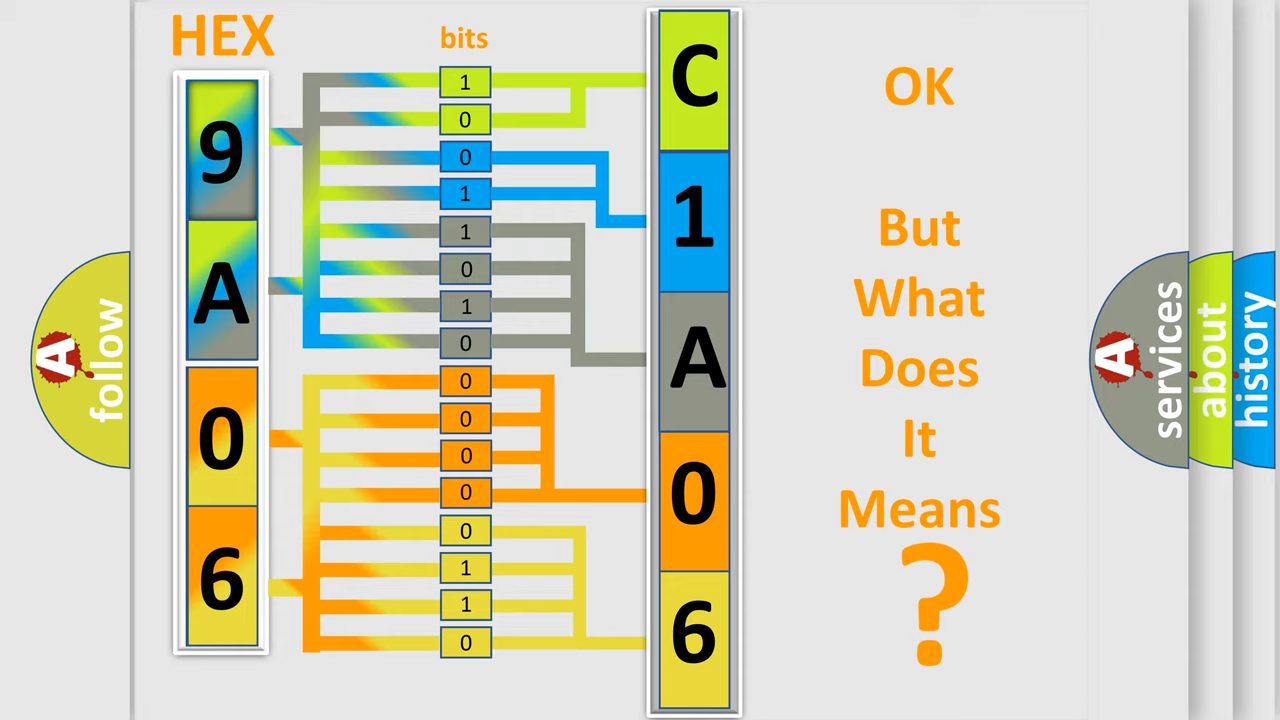 HEX
9
A
0
6
bits
1
0
0
1
1
0
1
0
0
0
0
0
0
1
1
0
C
1
A
0
6
OK
But
What
Does
It
Means
?
A
follow
A
services
about
history